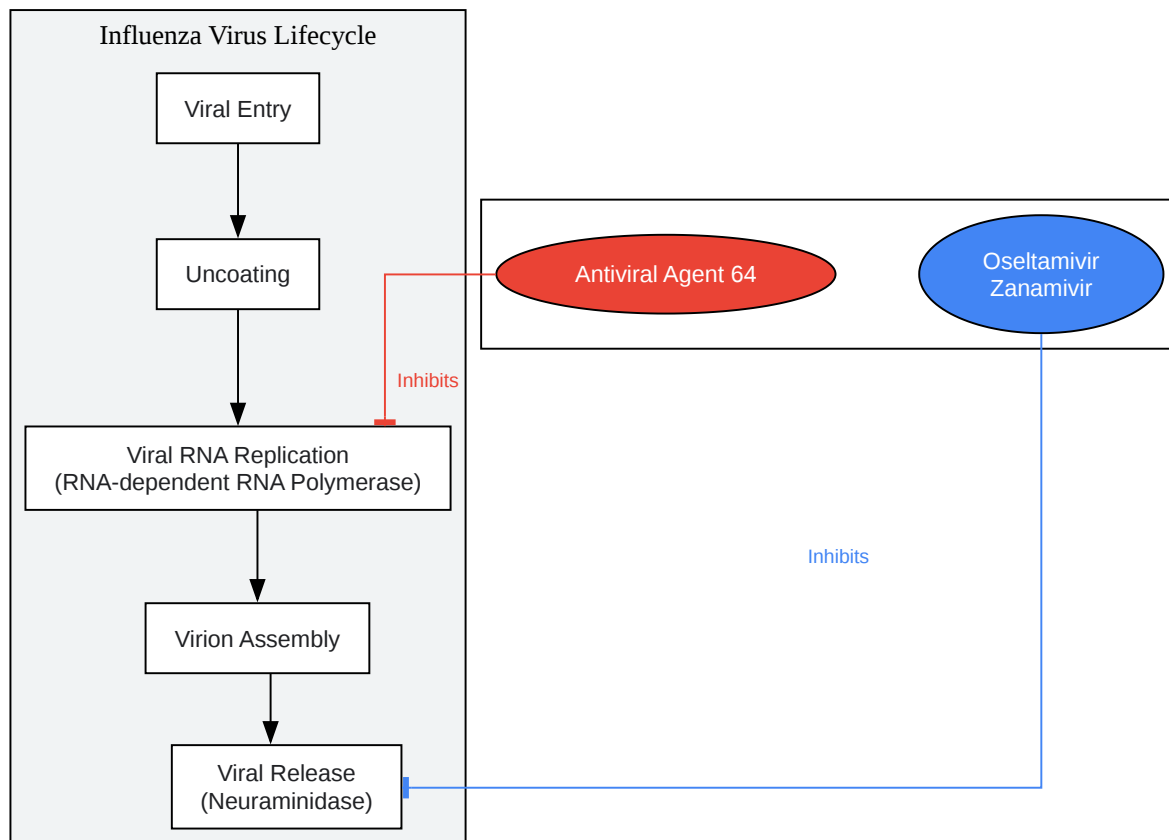 Influenza Virus Lifecycle
Viral Entry
Uncoating
Antiviral Agent 64
Oseltamivir
Zanamivir
Inhibits
Viral RNA Replication
(RNA-dependent RNA Polymerase)
Inhibits
Virion Assembly
Viral Release
(Neuraminidase)